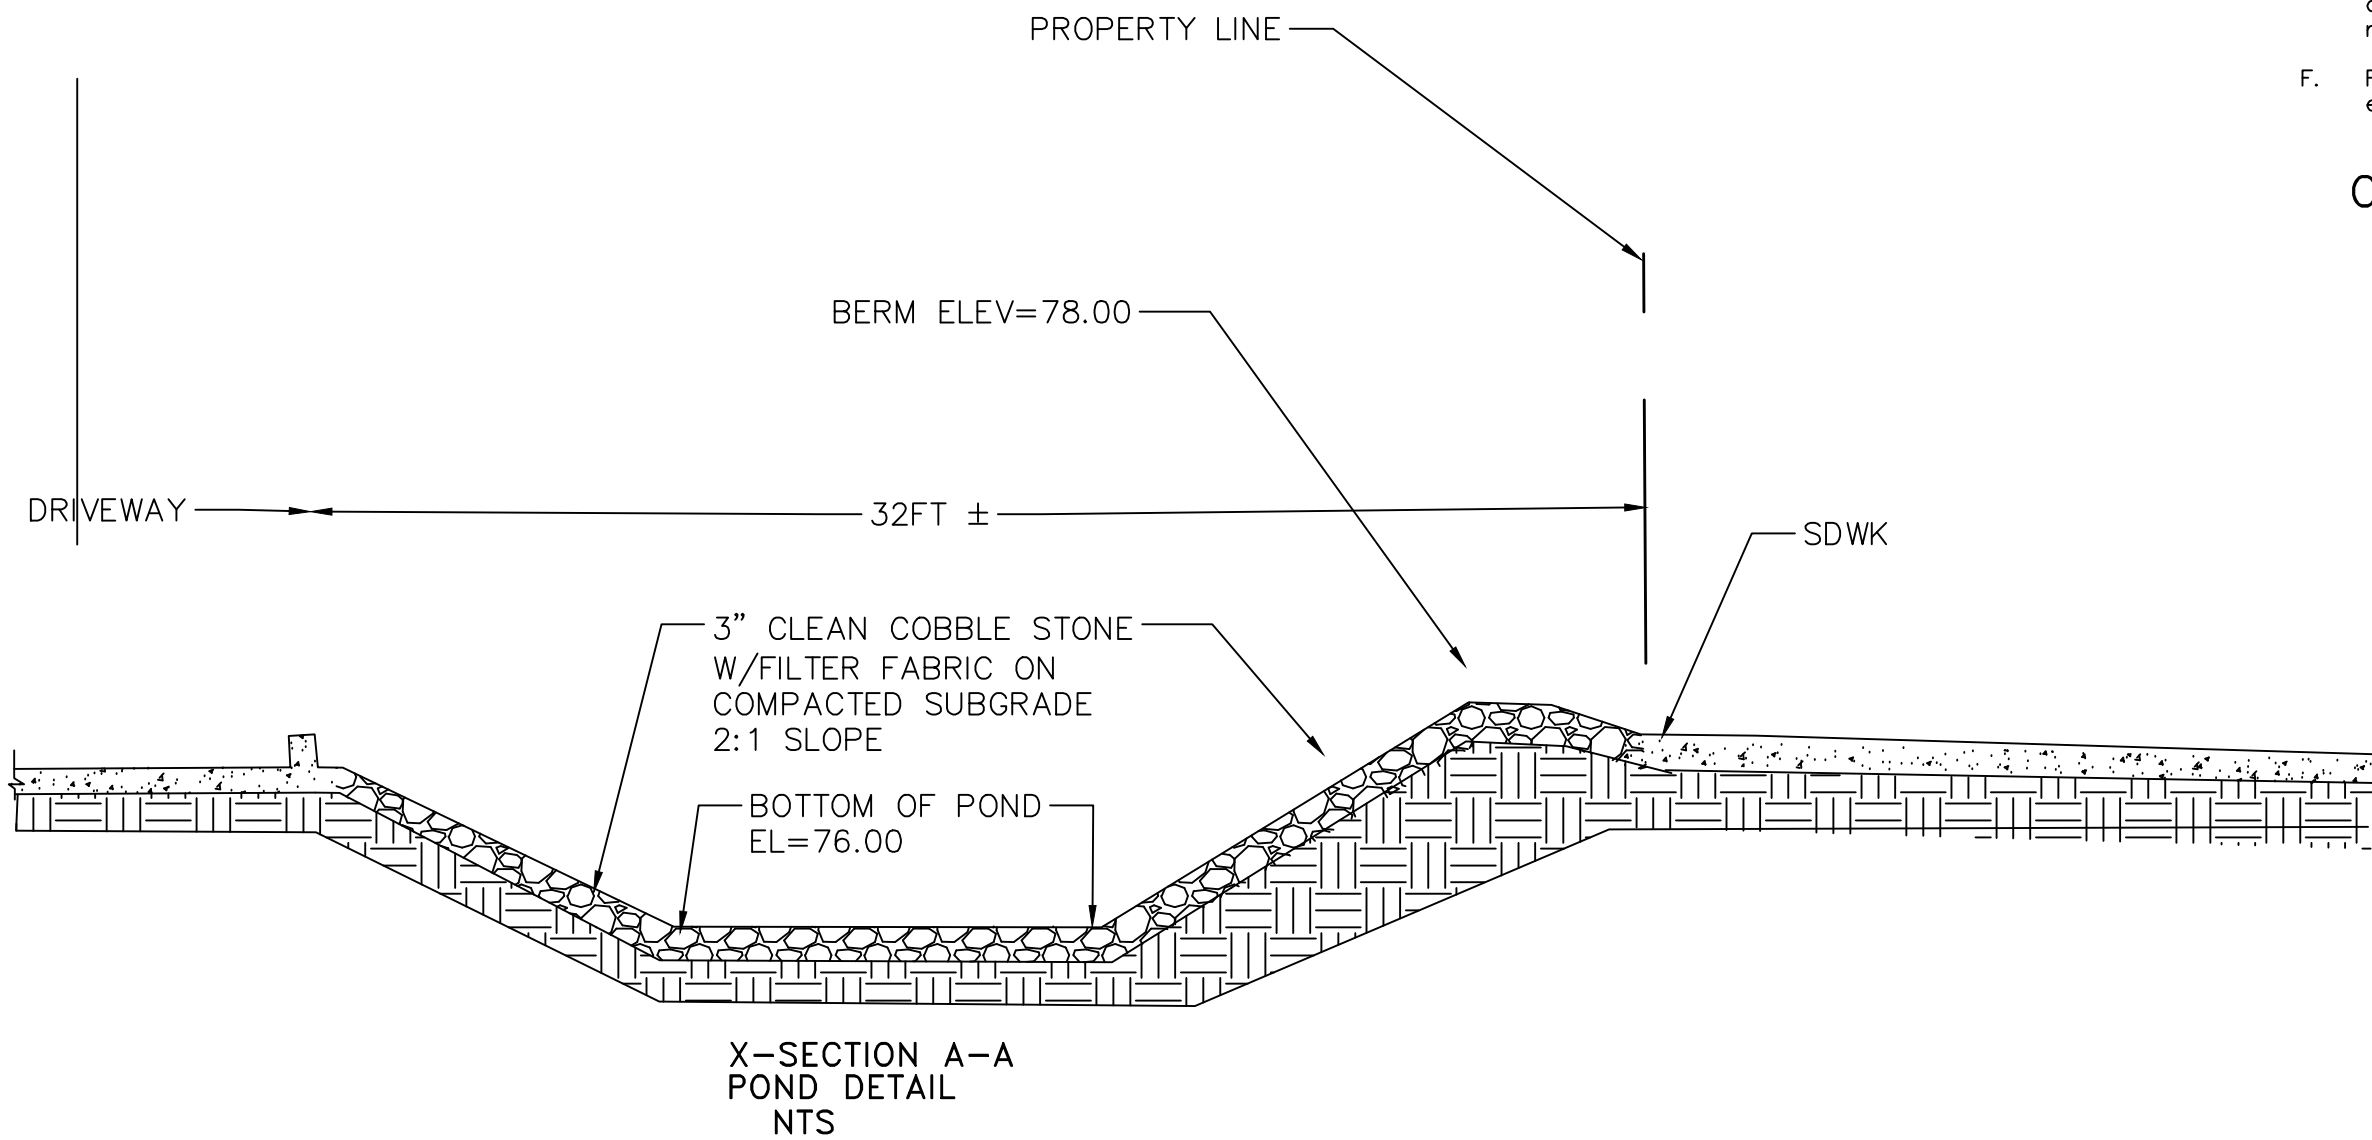 PROPERTY LINE
F.
BERM ELEV=78.00
DRIVEWAY
32FT ±
SDWK
3” CLEAN COBBLE STONE
W/FILTER FABRIC ON
COMPACTED SUBGRADE
2:1 SLOPE
BOTTOM OF POND
EL=76.00
X-SECTION A-A
POND DETAIL
NTS